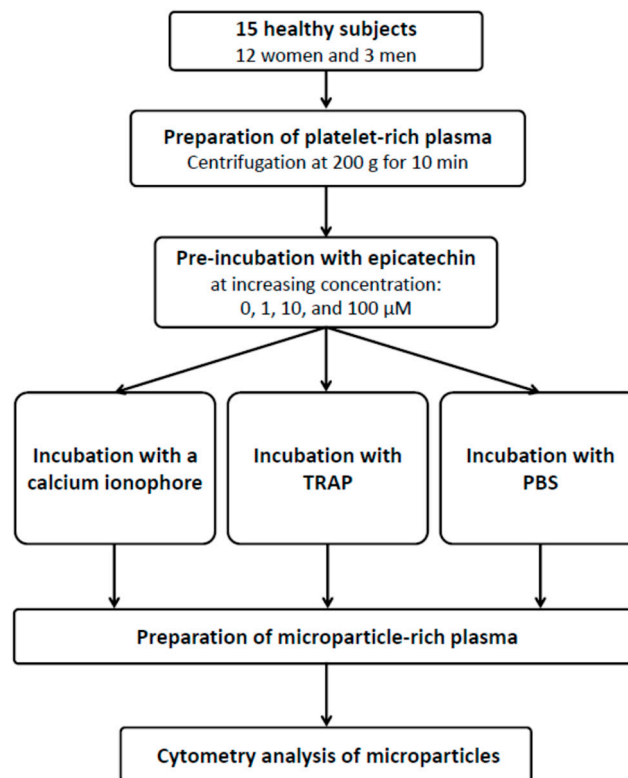 15 healthy subjects
12 women and 3 men
Preparation of platelet-rich plasma
Centrifugation at 200 g for 10 min
Pre-incubation with epicatechin
at increasing concentration:
0, 1, 10, and 100 µM
Incubation with a
calcium ionophore
Incubation with
TRAP
Incubation with
PBS
Preparation of microparticle-rich plasma
Cytometry analysis of microparticles